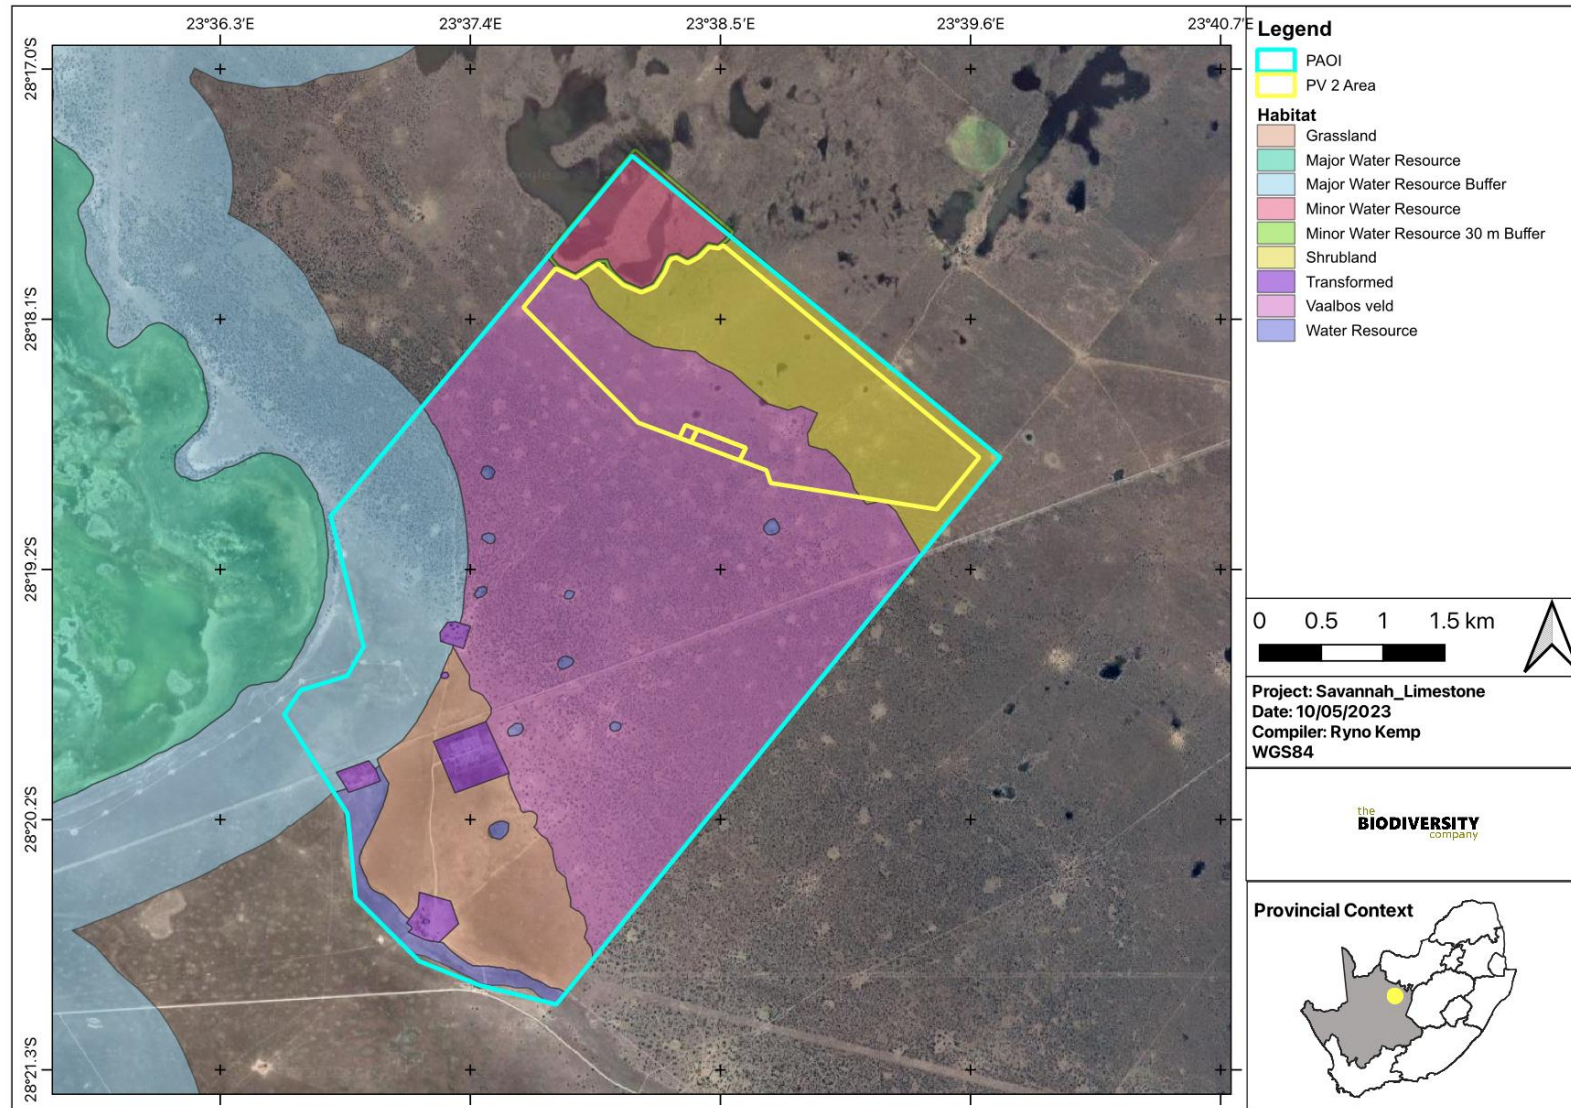 23°36.3'E 23°37.4'E 23°38.5'E 23°39.6'E 23°40.7'E
28°17.0'S
28°18.1'S
28°19.2'S
28°20.2'S
28°21.3'S
Legend
PAOI
PV 2 Area
Habitat
Grassland
Major Water Resource
Major Water Resource Buffer
Minor Water Resource
Minor Water Resource 30 m Buffer
Shrubland
Transformed
Vaalbos veld
Water Resource
0 0.5 1 1.5 km
Project: Savannah_Limestone
Date: 10/05/2023
Compiler: Ryno Kemp
WGS84
the
BIODIVERSITY
company
Provincial Context